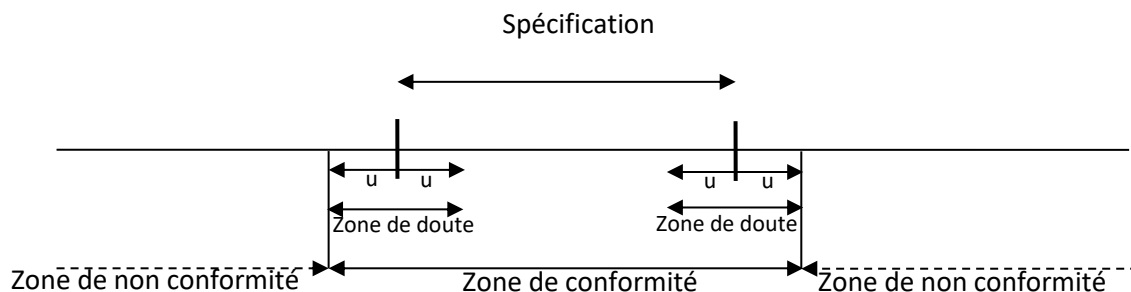 Spécification
u u u u
Zone de doute Zone de doute
Zone de non conformité Zone de conformité Zone de non conformité